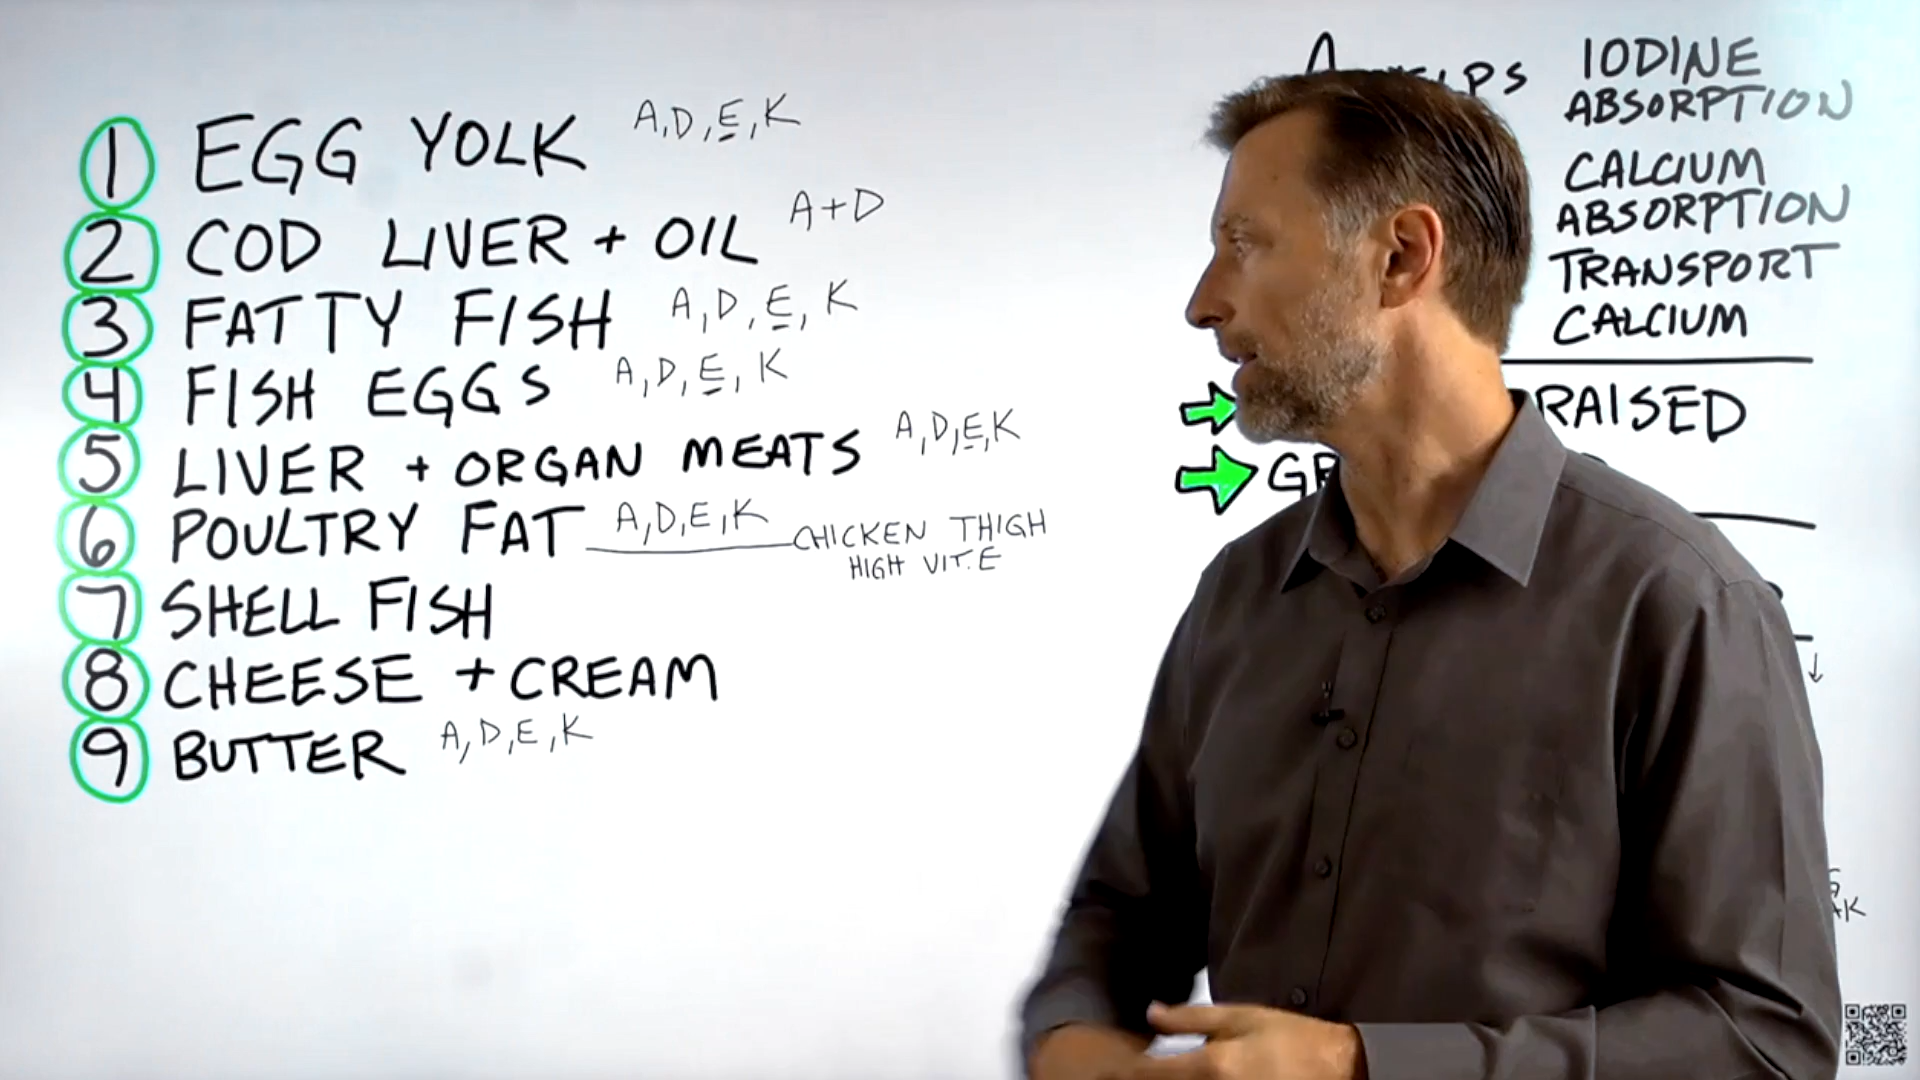 1 EGG YOLK A,D,E,K
2 COD LIVER + OIL A+D
3 FATTY FISH A,D,E,K
4 FISH EGGS A,D,E,K
5 LIVER + ORGAN MEATS A,D,E,K
6 POULTRY FAT A,D,E,K CHICKEN THIGH
HIGH VIT.E
7 SHELL FISH
8 CHEESE + CREAM
9 BUTTER A,D,E,K
A IODINE
ABSORPTION
CALCIUM
ABSORPTION
TRANSPORT
CALCIUM
RAISED